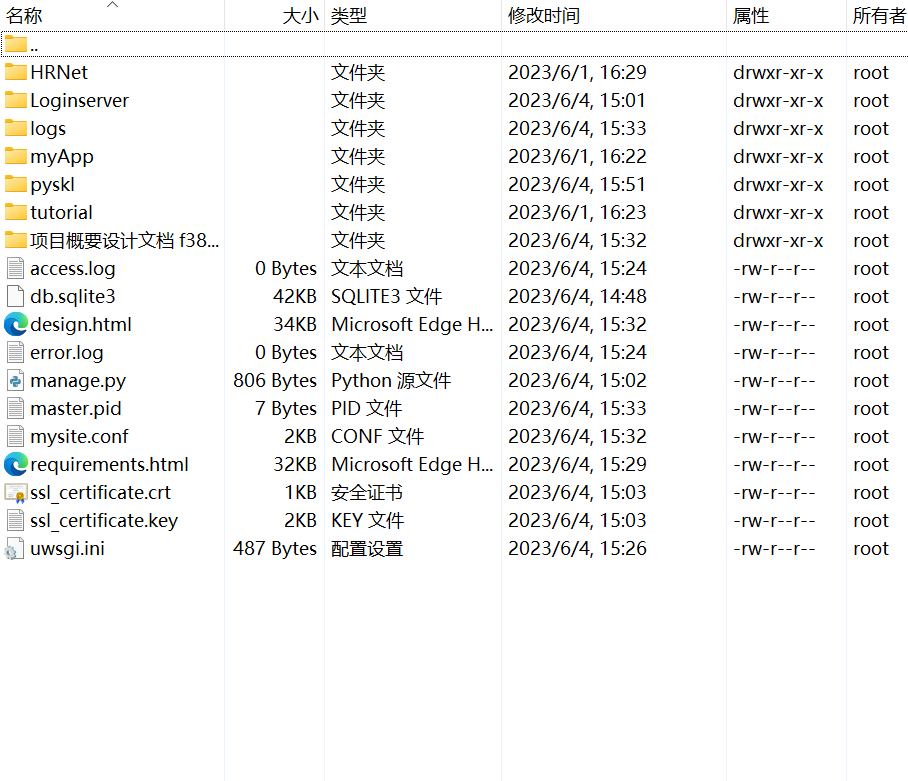 名称 大小 类型 修改时间 属性 所有者
..
HRNet 文件夹 2023/6/1, 16:29 drwxr-xr-x root
Loginserver 文件夹 2023/6/4, 15:01 drwxr-xr-x root
logs 文件夹 2023/6/4, 15:33 drwxr-xr-x root
myApp 文件夹 2023/6/1, 16:22 drwxr-xr-x root
pyskl 文件夹 2023/6/4, 15:51 drwxr-xr-x root
tutorial 文件夹 2023/6/1, 16:23 drwxr-xr-x root
项目概要设计文档 f38... 文件夹 2023/6/4, 15:32 drwxr-xr-x root
access.log 0 Bytes 文本文档 2023/6/4, 15:24 -rw-r--r-- root
db.sqlite3 42KB SQLITE3 文件 2023/6/4, 14:48 -rw-r--r-- root
design.html 34KB Microsoft Edge H... 2023/6/4, 15:32 -rw-r--r-- root
error.log 0 Bytes 文本文档 2023/6/4, 15:24 -rw-r--r-- root
manage.py 806 Bytes Python 源文件 2023/6/4, 15:02 -rw-r--r-- root
master.pid 7 Bytes PID 文件 2023/6/4, 15:33 -rw-r--r-- root
mysite.conf 2KB CONF 文件 2023/6/4, 15:32 -rw-r--r-- root
requirements.html 32KB Microsoft Edge H... 2023/6/4, 15:29 -rw-r--r-- root
ssl_certificate.crt 1KB 安全证书 2023/6/4, 15:03 -rw-r--r-- root
ssl_certificate.key 2KB KEY 文件 2023/6/4, 15:03 -rw-r--r-- root
uwsgi.ini 487 Bytes 配置设置 2023/6/4, 15:26 -rw-r--r-- root